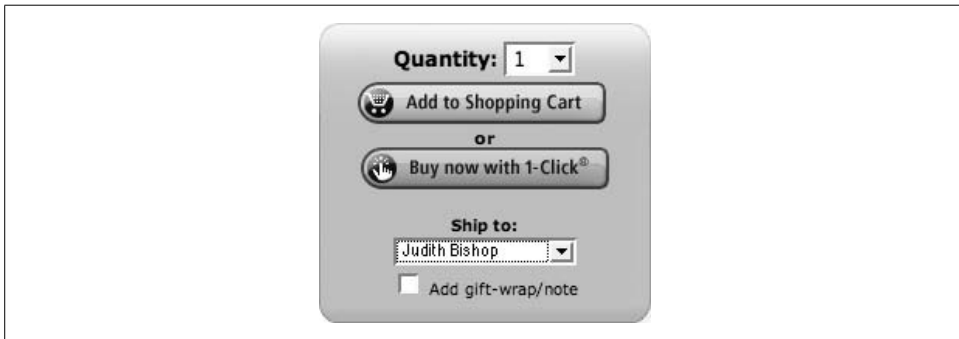 Quantity: 1
Add to Shopping Cart
or
Buy now with 1-Click®
Ship to:
Judith Bishop
Add gift-wrap/note